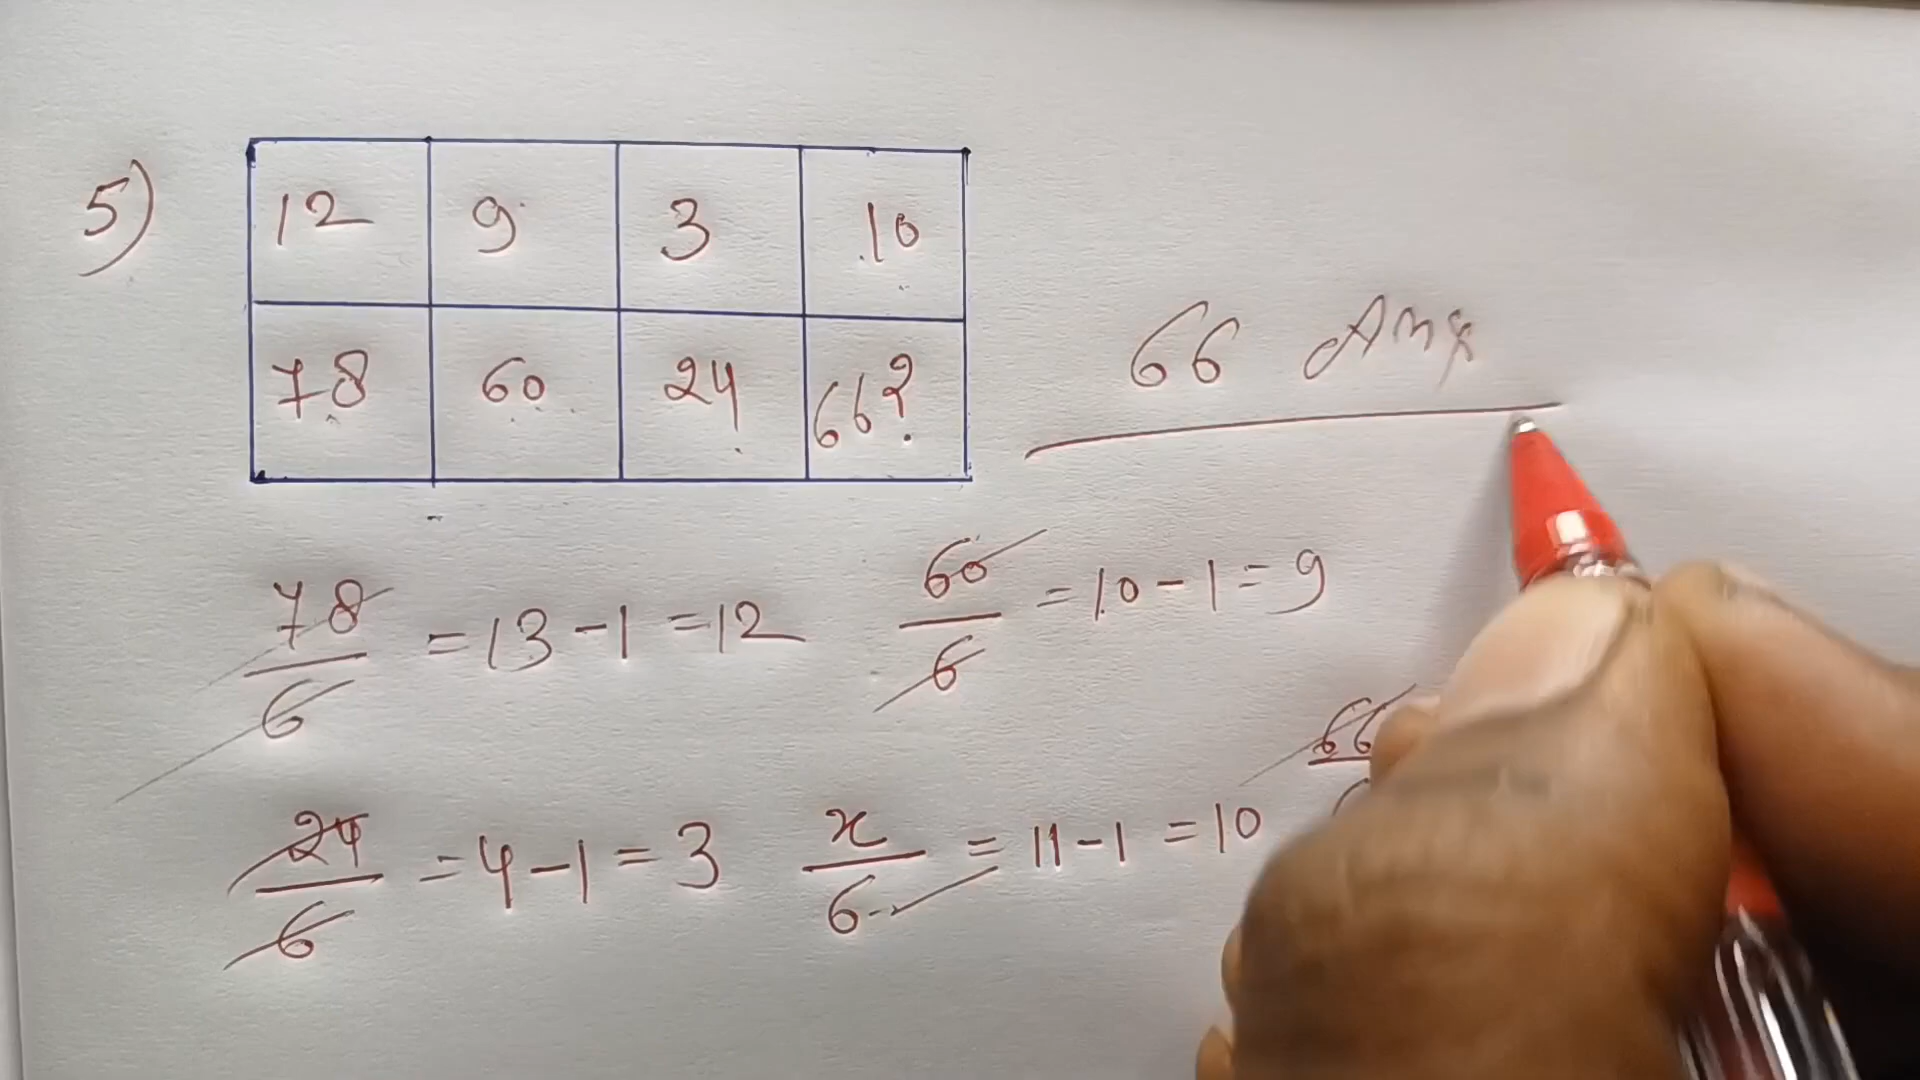 5)
12 9 3 10
78 60 24 66?
66 Ans
78/6 = 13 - 1 = 12
60/6 = 10 - 1 = 9
24/6 = 4 - 1 = 3
x/6 = 11 - 1 = 10
66